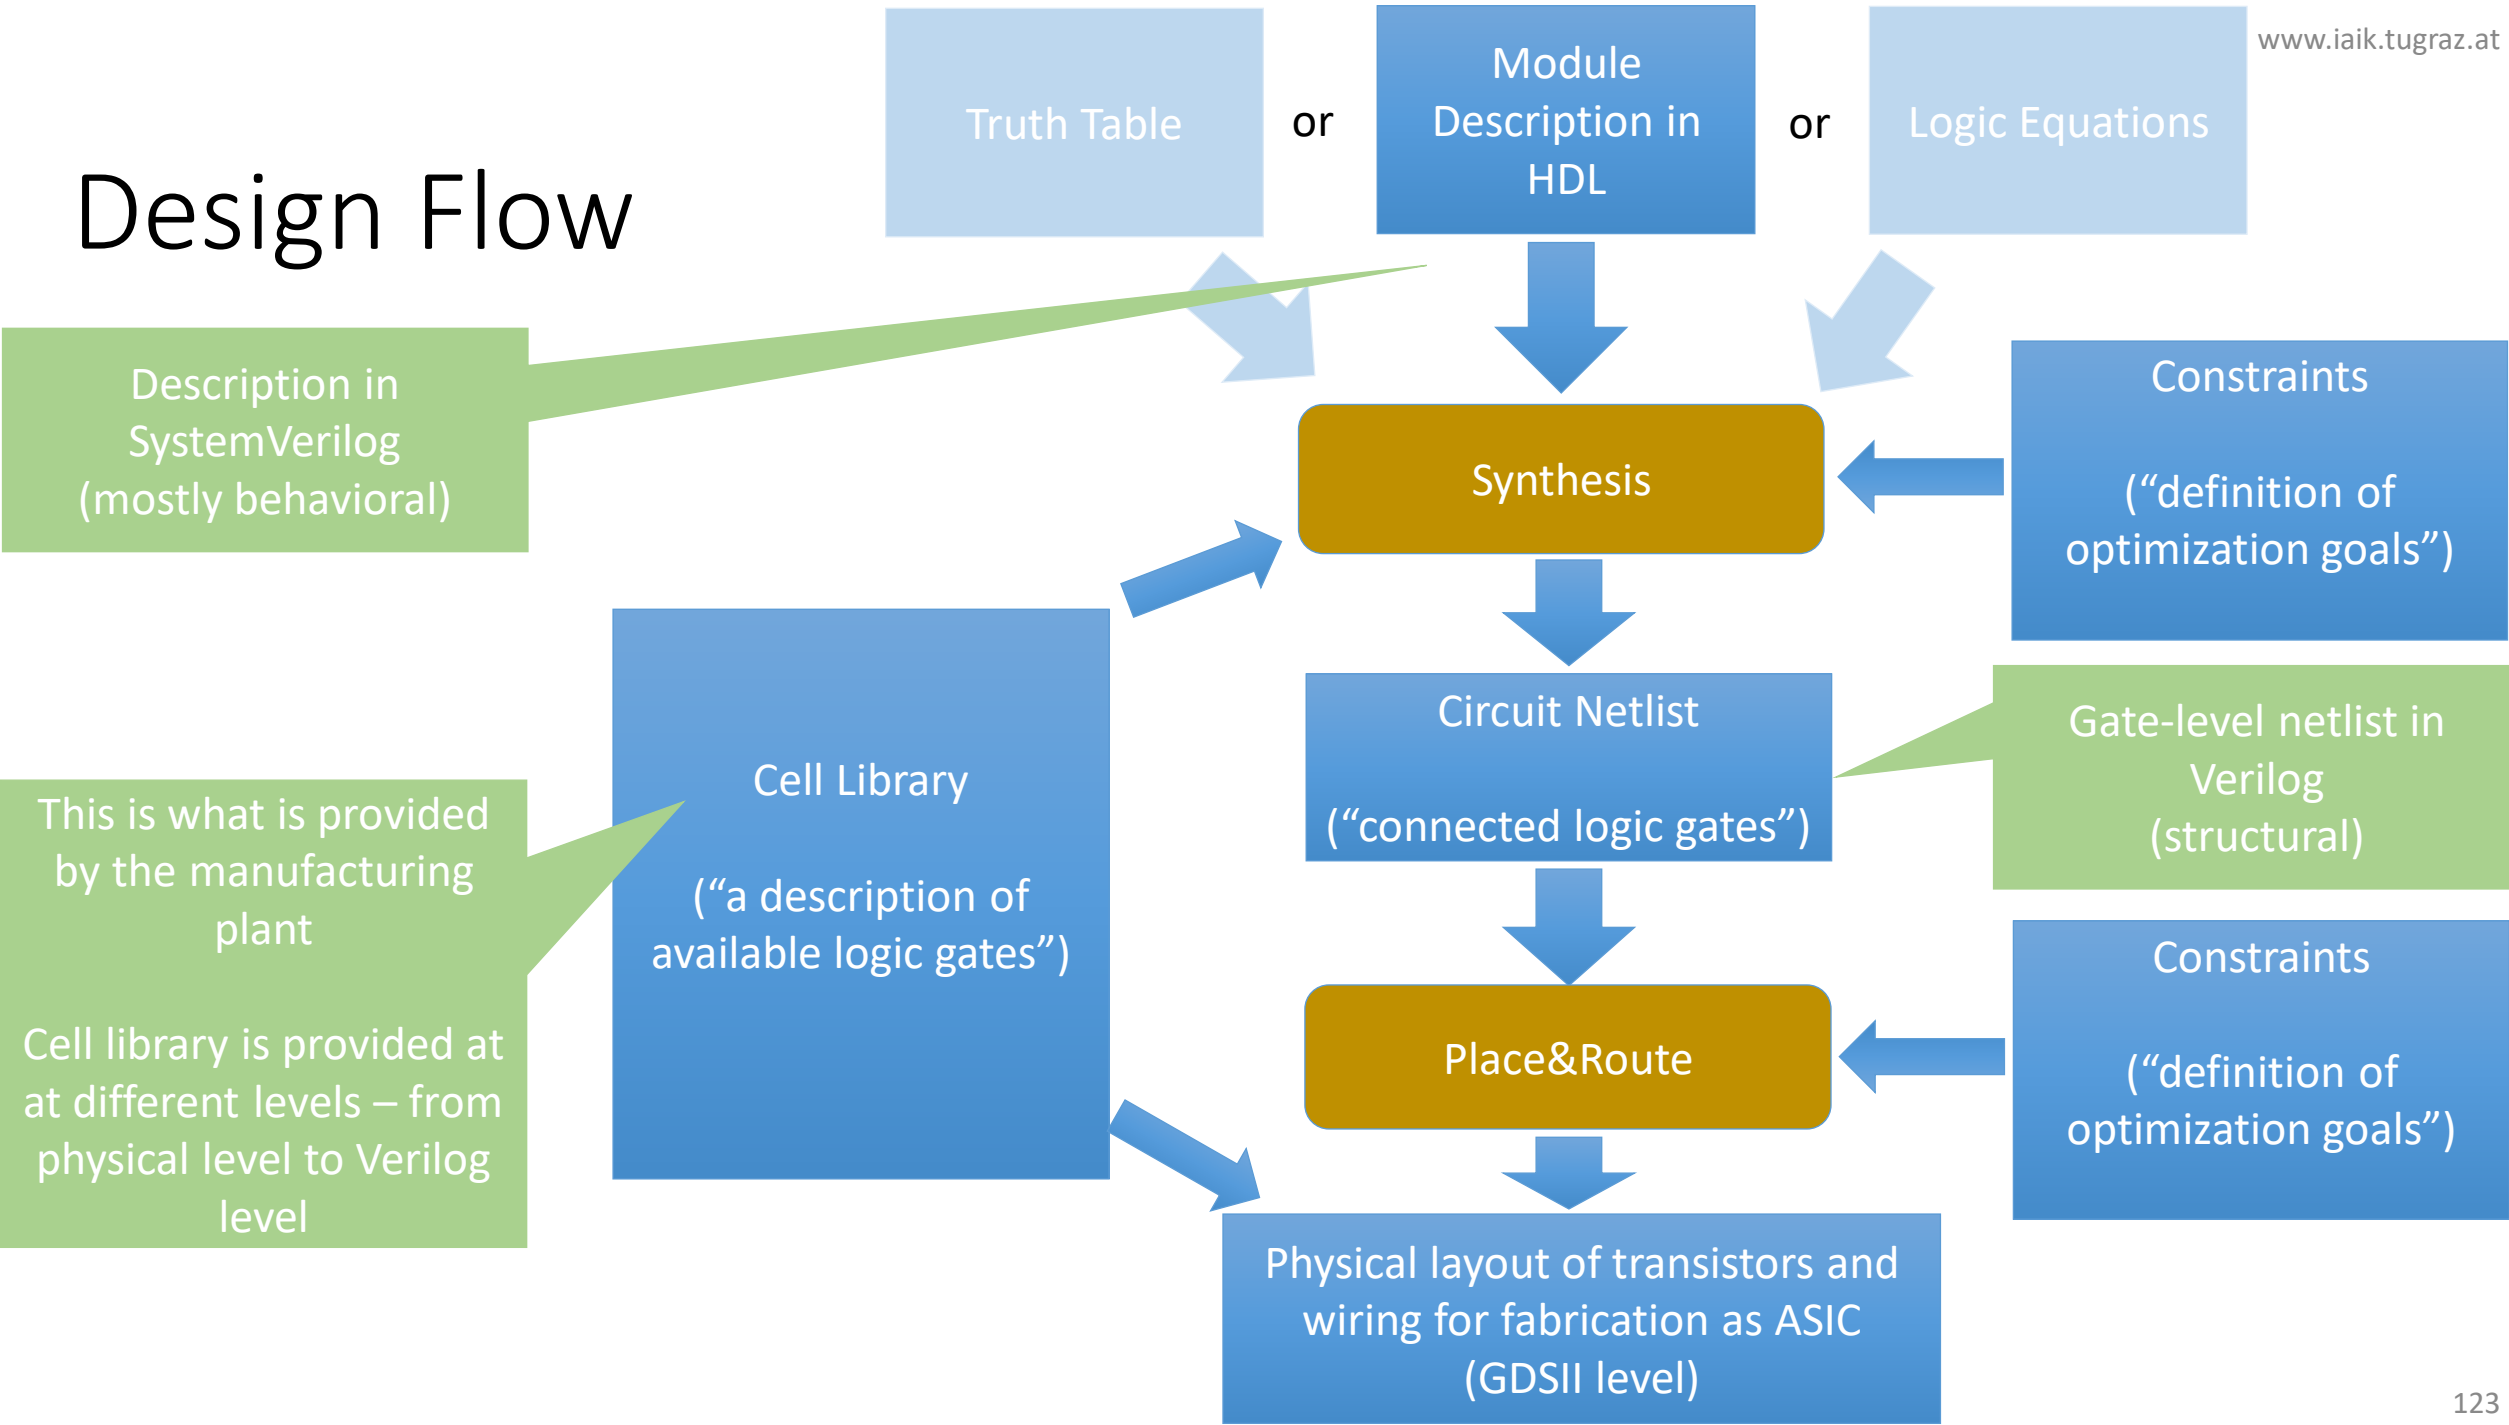 www.iaik.tugraz.at
Truth Table
or
Module
Description in
HDL
or
Logic Equations
Design Flow
Description in
SystemVerilog
(mostly behavioral)
Synthesis
Constraints
(“definition of
optimization goals”)
Cell Library
(“a description of
available logic gates”)
Circuit Netlist
(“connected logic gates”)
Gate-level netlist in
Verilog
(structural)
This is what is provided
by the manufacturing
plant
Cell library is provided at
at different levels – from
physical level to Verilog
level
Place&Route
Constraints
(“definition of
optimization goals”)
Physical layout of transistors and
wiring for fabrication as ASIC
(GDSII level)
123